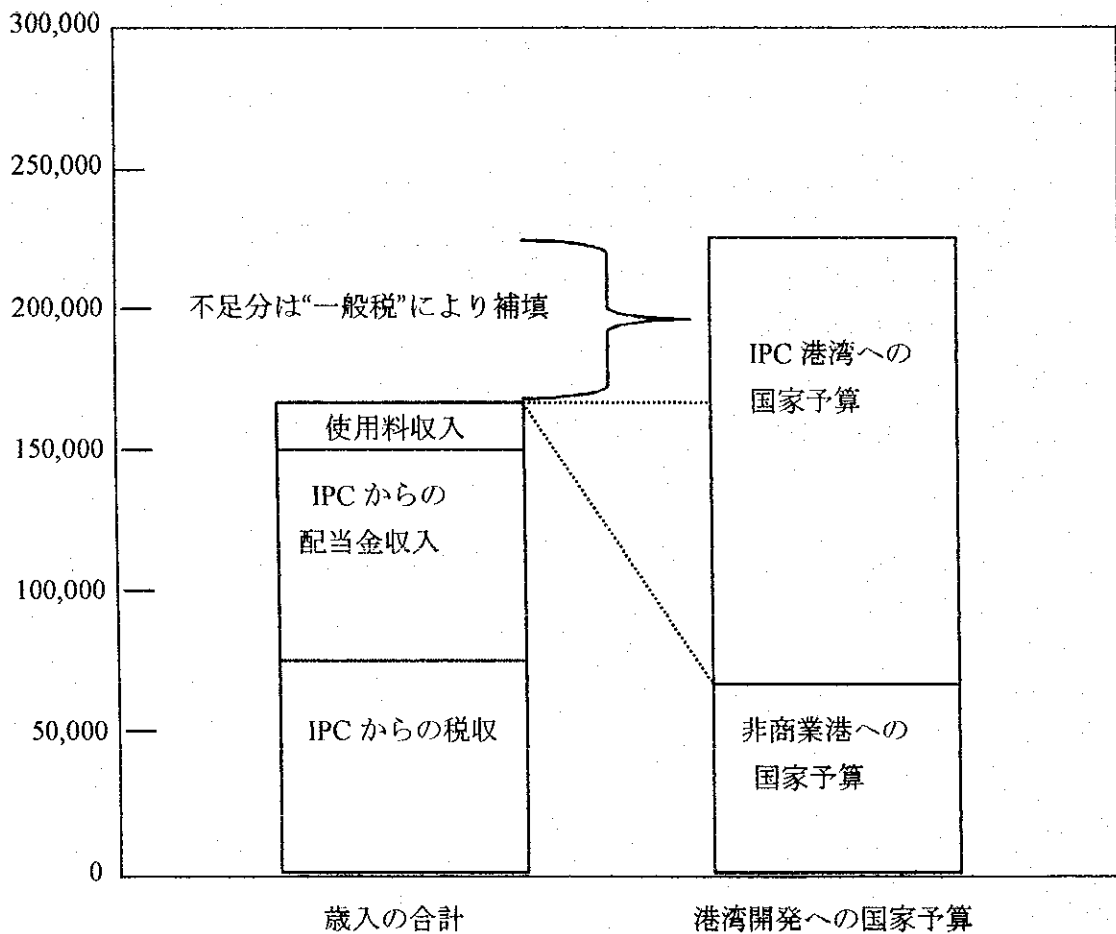 300,000
250,000
200,000
150,000
100,000
50,000
0
不足分は“一般税”により補填
使用料収入
IPC からの
配当金収入
IPC からの税収
IPC 港湾への
国家予算
非商業港への
国家予算
歳入の合計
港湾開発への国家予算